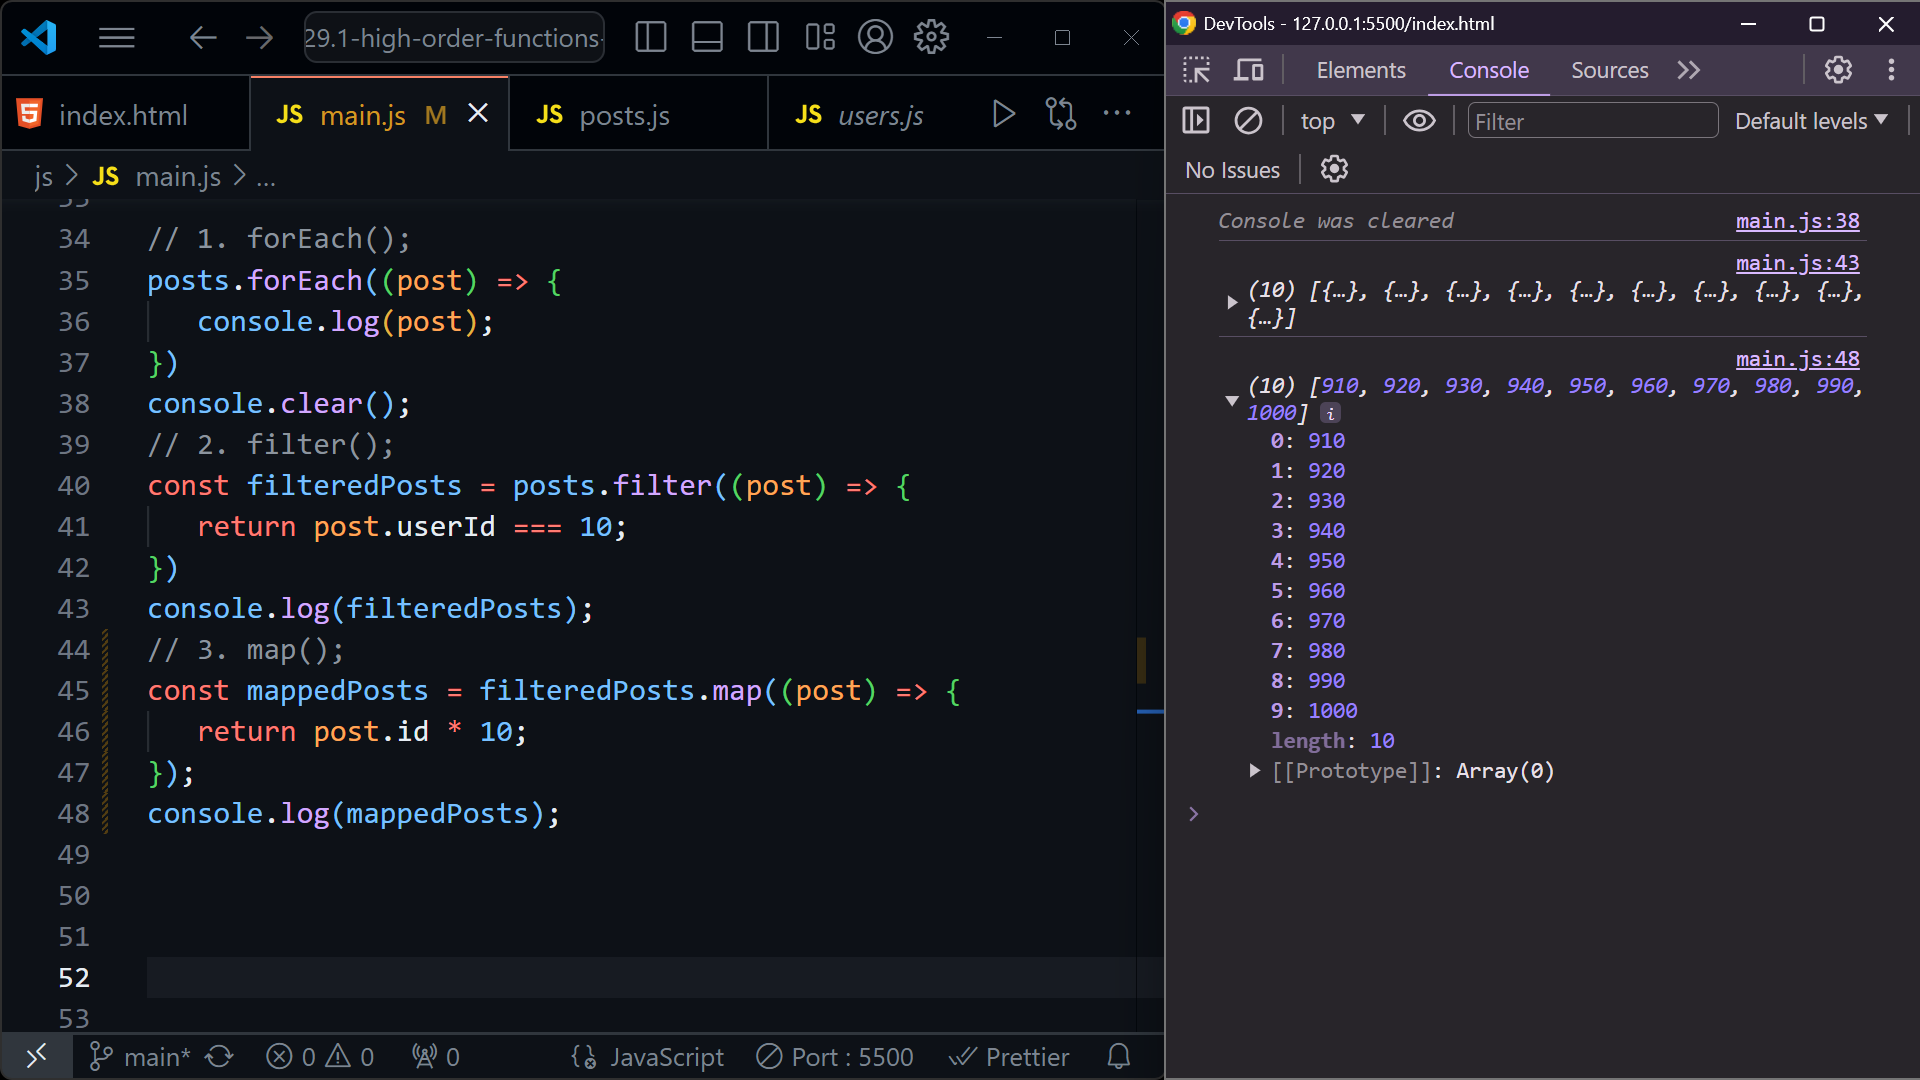 29.1-high-order-functions-
index.html
JS main.js M
JS posts.js
JS users.js
js > JS main.js > ...
33
34 // 1. forEach();
35 posts.forEach((post) => {
36 console.log(post);
37 })
38 console.clear();
39 // 2. filter();
40 const filteredPosts = posts.filter((post) => {
41 return post.userId === 10;
42 })
43 console.log(filteredPosts);
44 // 3. map();
45 const mappedPosts = filteredPosts.map((post) => {
46 return post.id * 10;
47 });
48 console.log(mappedPosts);
49
50
51
52
53
main* 0 0 0 JavaScript Port : 5500 Prettier
DevTools - 127.0.0.1:5500/index.html
Elements Console Sources
top Filter Default levels
No Issues
Console was cleared main.js:38
main.js:43
(10) [{…}, {…}, {…}, {…}, {…}, {…}, {…}, {…}, {…},
{…}]
main.js:48
(10) [910, 920, 930, 940, 950, 960, 970, 980, 990,
1000] i
0: 910
1: 920
2: 930
3: 940
4: 950
5: 960
6: 970
7: 980
8: 990
9: 1000
length: 10
[[Prototype]]: Array(0)